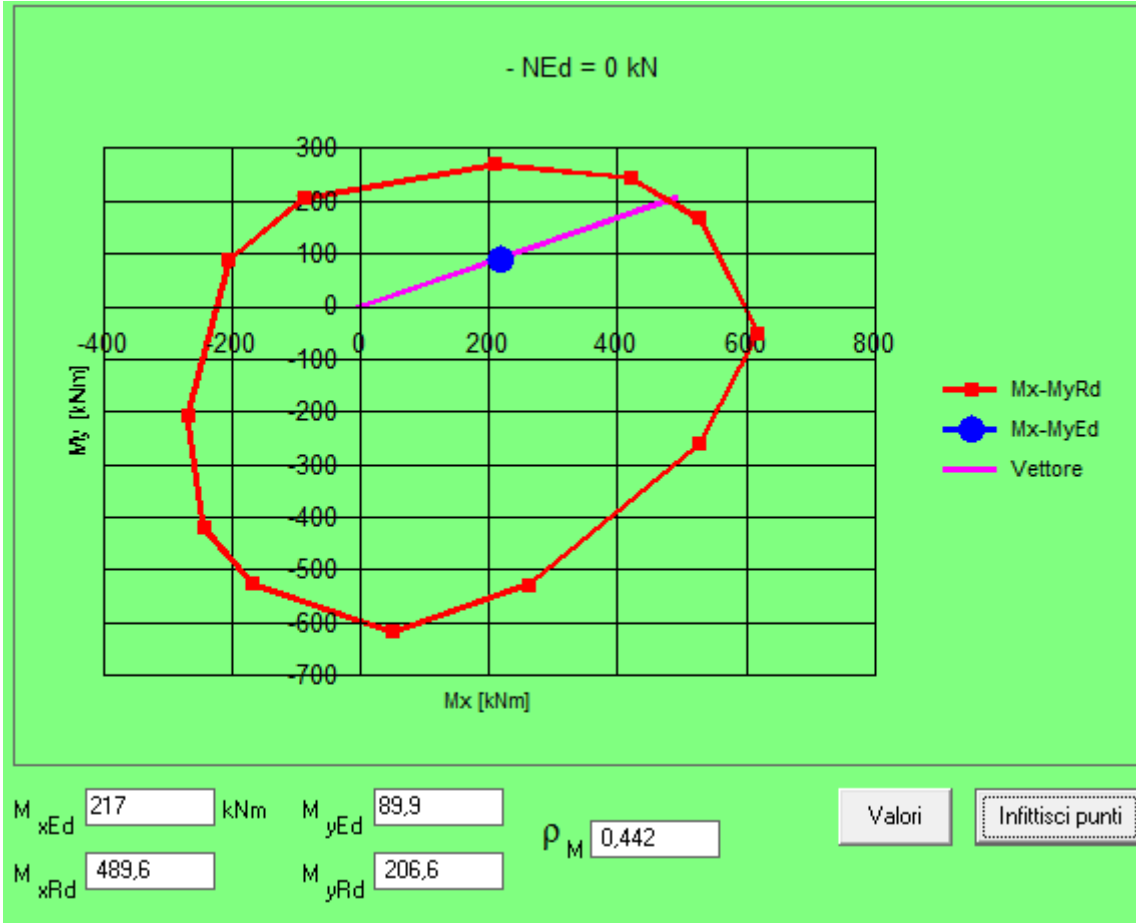 - NEd = 0 kN
300
200
100
0
-400 -200 0 200 400 600 800
-100
-200
-300
-400
-500
-600
-700
My [kNm]
Mx [kNm]
Mx-MyRd
Mx-MyEd
Vettore
M xEd 217 kNm M yEd 89,9
ρ M 0,442
Valori Infittisci punti
M xRd 489,6 M yRd 206,6